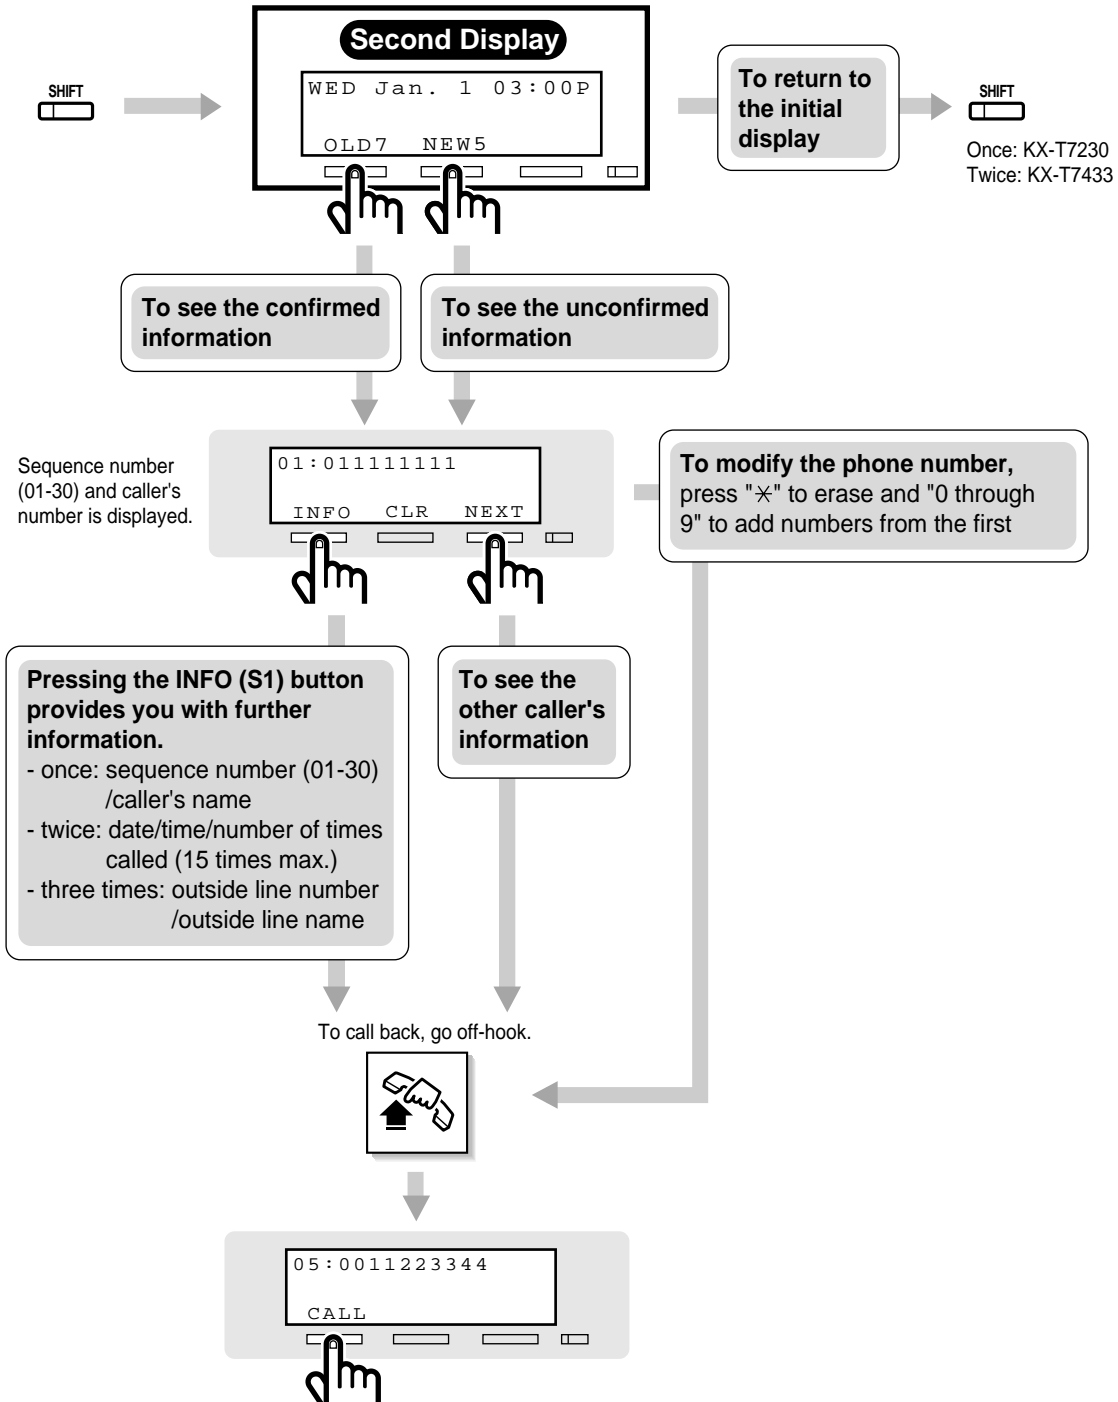 Second Display
SHIFT
WED Jan. 1 03:00P
OLD7 NEW5
To return to
the initial
display
SHIFT
Once: KX-T7230
Twice: KX-T7433
To see the confirmed
information
To see the unconfirmed
information
Sequence number
(01-30) and caller's
number is displayed.
01:011111111
INFO CLR NEXT
To modify the phone number,
press "✳" to erase and "0 through
9" to add numbers from the first
Pressing the INFO (S1) button
provides you with further
information.
- once: sequence number (01-30)
/caller's name
- twice: date/time/number of times
called (15 times max.)
- three times: outside line number
/outside line name
To see the
other caller's
information
To call back, go off-hook.
05:0011223344
CALL